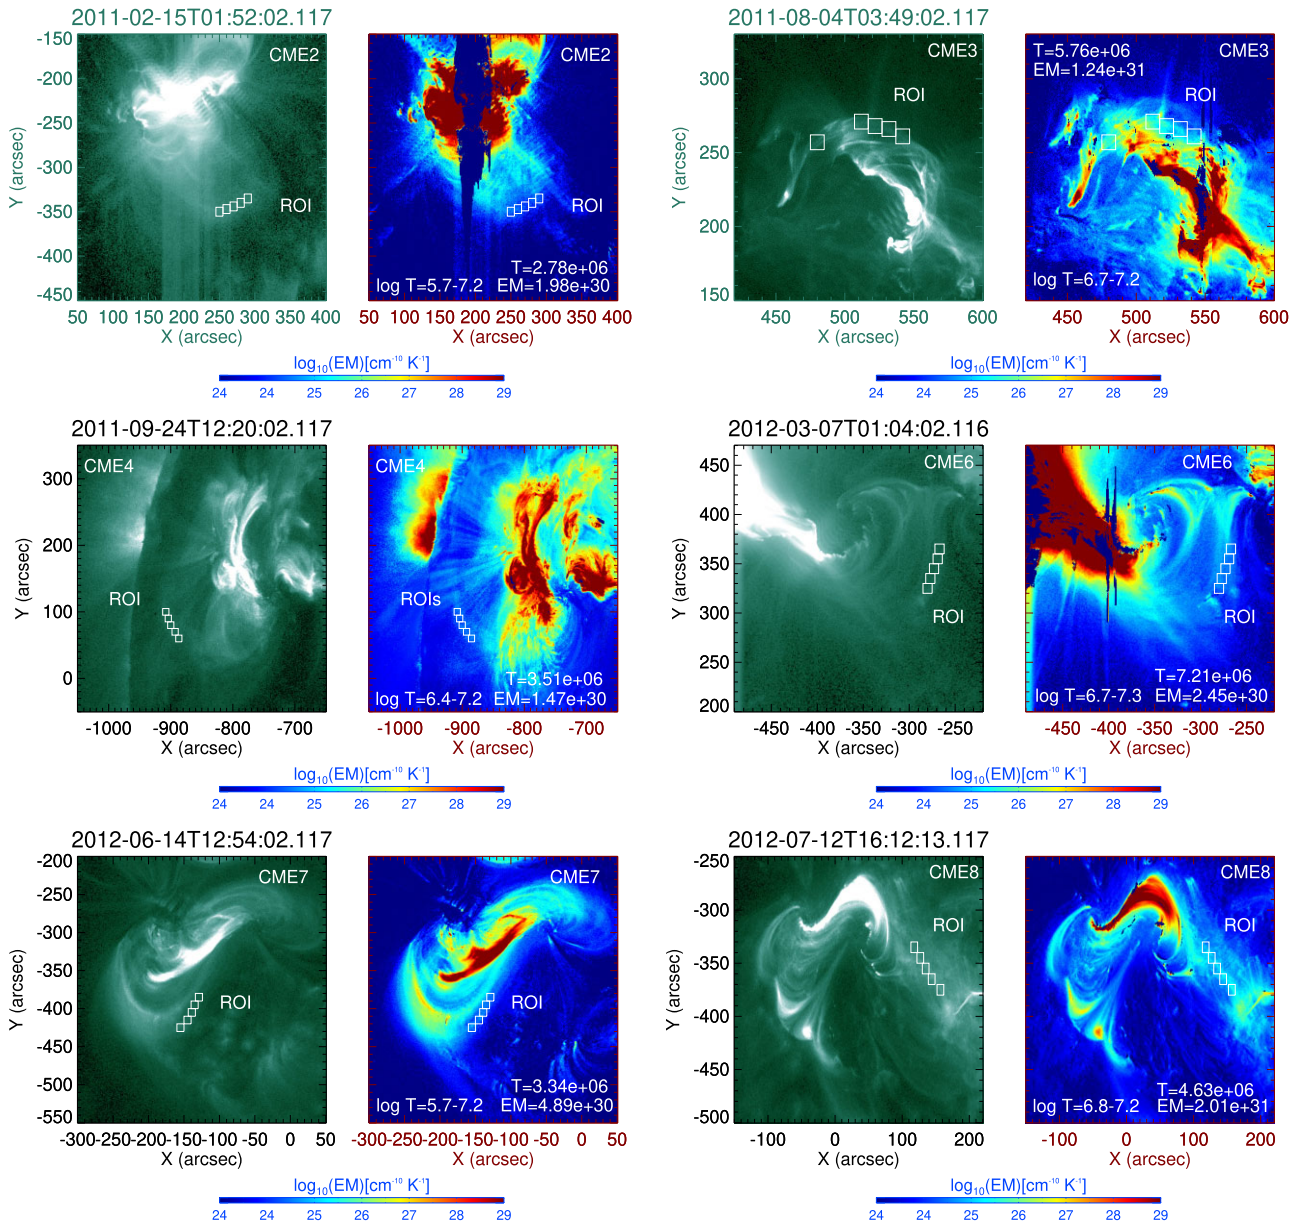 2011-02-15T01:52:02.117
2011-08-04T03:49:02.117
Y (arcsec)
-150
-200
-250
-300
-350
-400
-450
CME2
ROI
50 100 150 200 250 300 350 400
X (arcsec)
CME2
ROI
T=2.78e+06
log T=5.7-7.2 EM=1.98e+30
50 100 150 200 250 300 350 400
X (arcsec)
log10(EM)[cm-10 K-1]
24 25 26 27 28 29
Y (arcsec)
300
250
200
150
CME3
ROI
450 500 550 600
X (arcsec)
T=5.76e+06
EM=1.24e+31
CME3
ROI
log T=6.7-7.2
450 500 550 600
X (arcsec)
log10(EM)[cm-10 K-1]
24 25 26 27 28 29
2011-09-24T12:20:02.117
2012-03-07T01:04:02.116
Y (arcsec)
300
200
100
0
CME4
ROI
-1000 -900 -800 -700
X (arcsec)
CME4
ROIs
T=3.51e+06
log T=6.4-7.2 EM=1.47e+30
-1000 -900 -800 -700
X (arcsec)
log10(EM)[cm-10 K-1]
24 25 26 27 28 29
Y (arcsec)
450
400
350
300
250
200
CME6
ROI
-450 -400 -350 -300 -250
X (arcsec)
CME6
ROI
T=7.21e+06
log T=6.7-7.3 EM=2.45e+30
-450 -400 -350 -300 -250
X (arcsec)
log10(EM)[cm-10 K-1]
24 25 26 27 28 29
2012-06-14T12:54:02.117
2012-07-12T16:12:13.117
Y (arcsec)
-200
-250
-300
-350
-400
-450
-500
-550
CME7
ROI
-300-250-200-150-100 -50 0 50
X (arcsec)
CME7
ROI
T=3.34e+06
log T=5.7-7.2 EM=4.89e+30
-300-250-200-150-100 -50 0 50
X (arcsec)
log10(EM)[cm-10 K-1]
24 25 26 27 28 29
Y (arcsec)
-250
-300
-350
-400
-450
-500
CME8
ROI
-100 0 100 200
X (arcsec)
CME8
ROI
T=4.63e+06
log T=6.8-7.2 EM=2.01e+31
-100 0 100 200
X (arcsec)
log10(EM)[cm-10 K-1]
24 25 26 27 28 29